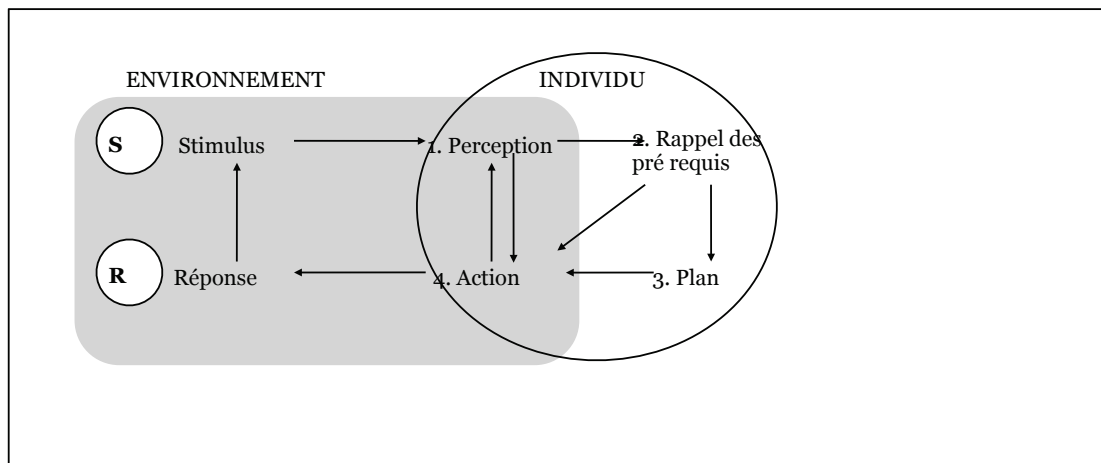 ENVIRONNEMENT
INDIVIDU
S
Stimulus
1. Perception
2. Rappel des
pré requis
R
Réponse
4. Action
3. Plan